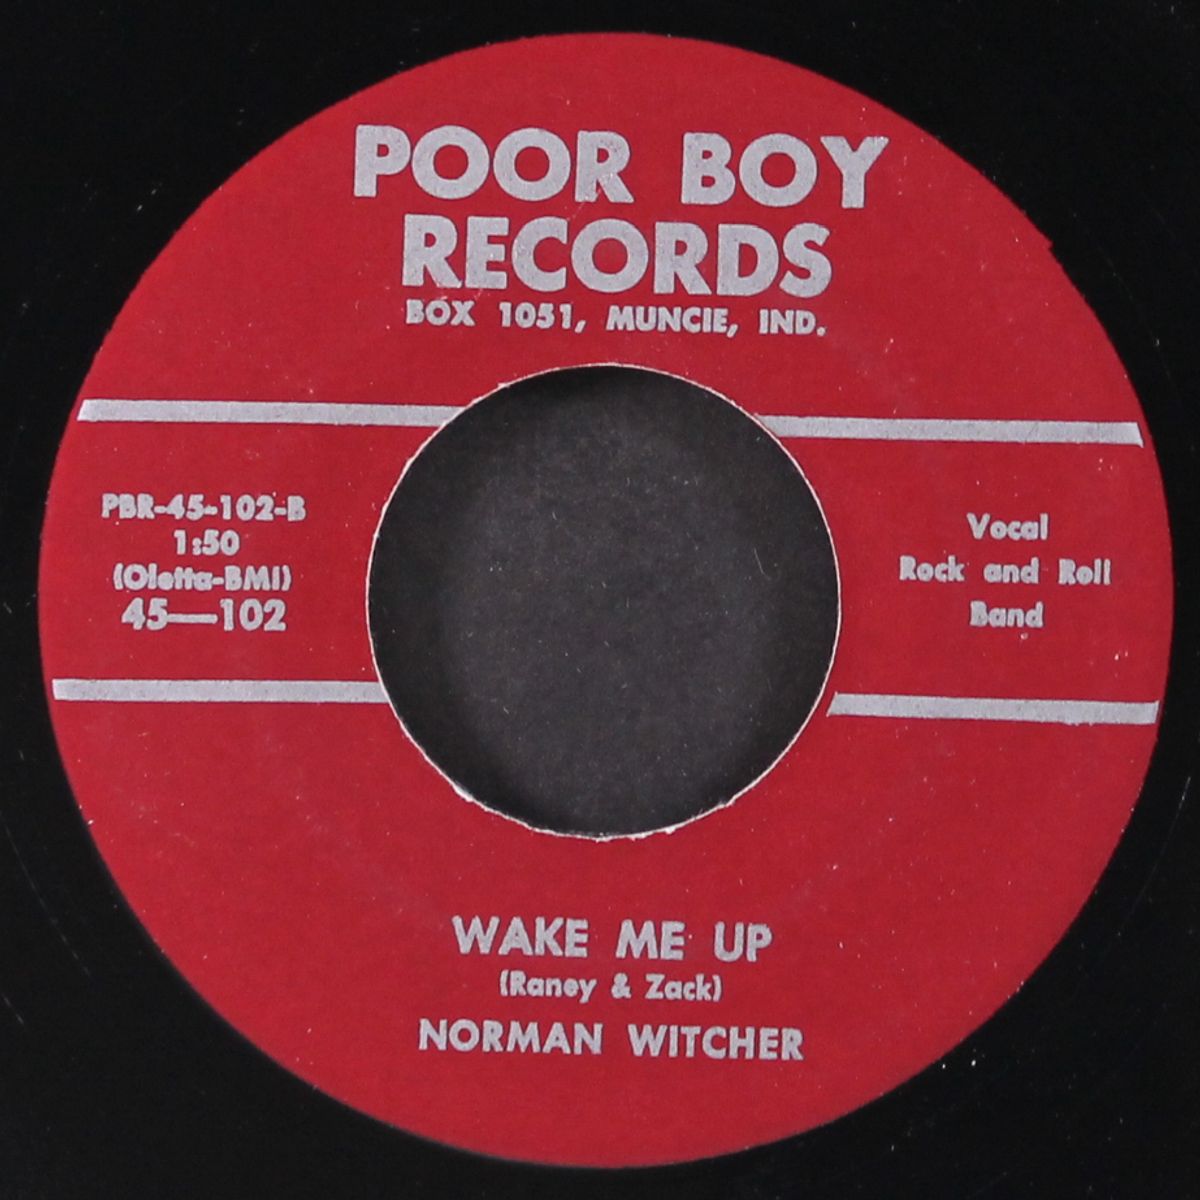 POOR BOY
RECORDS
BOX 1051, MUNCIE, IND.
PBR-45-102-B
1:50
(Oletta-BMI)
45—102
Vocal
Rock and Roll
Band
WAKE ME UP
(Raney & Zack)
NORMAN WITCHER